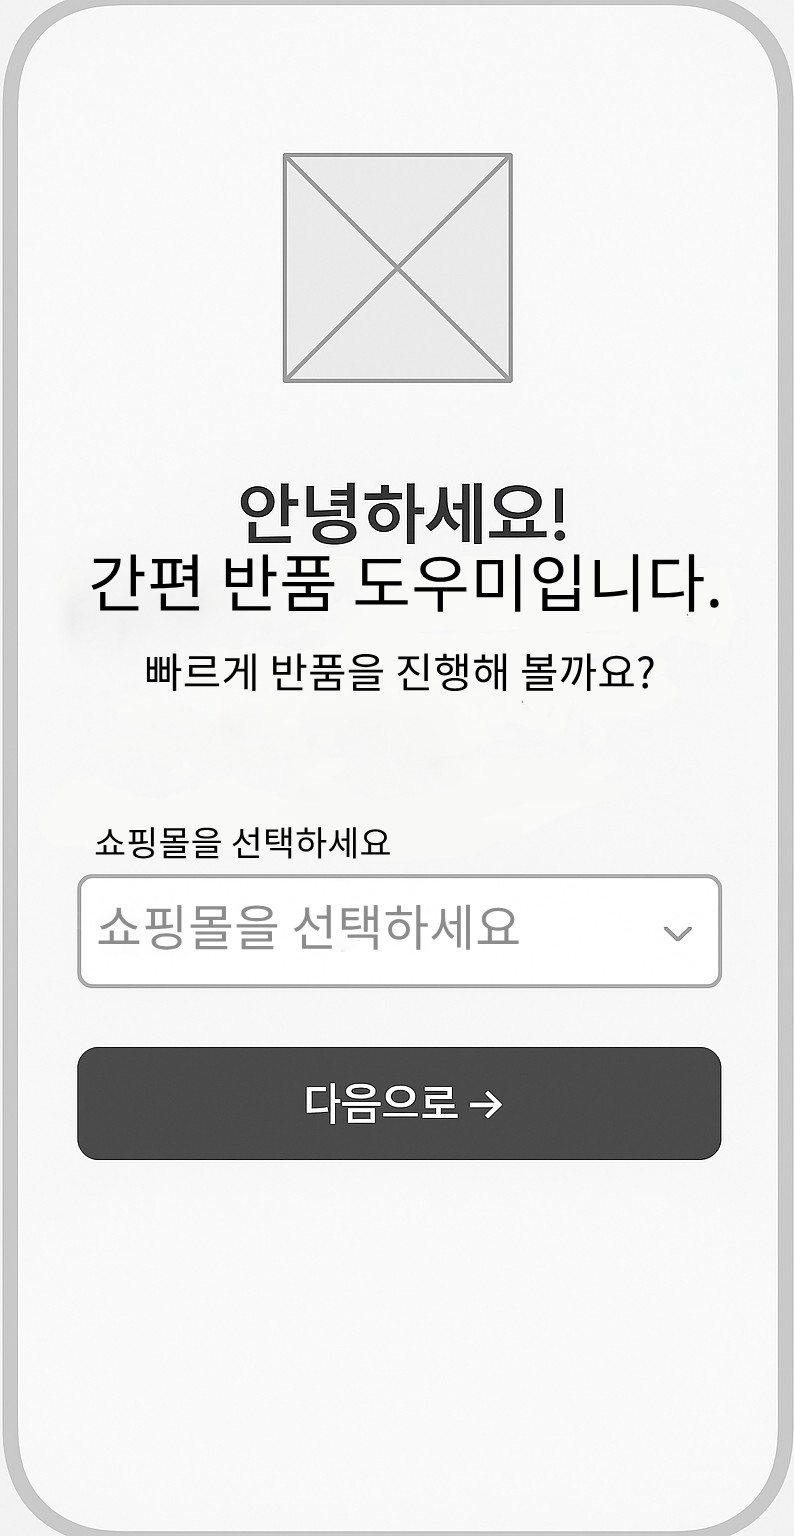 안녕하세요!
간편 반품 도우미입니다.
빠르게 반품을 진행해 볼까요?
쇼핑몰을 선택하세요
쇼핑몰을 선택하세요
다음으로 →